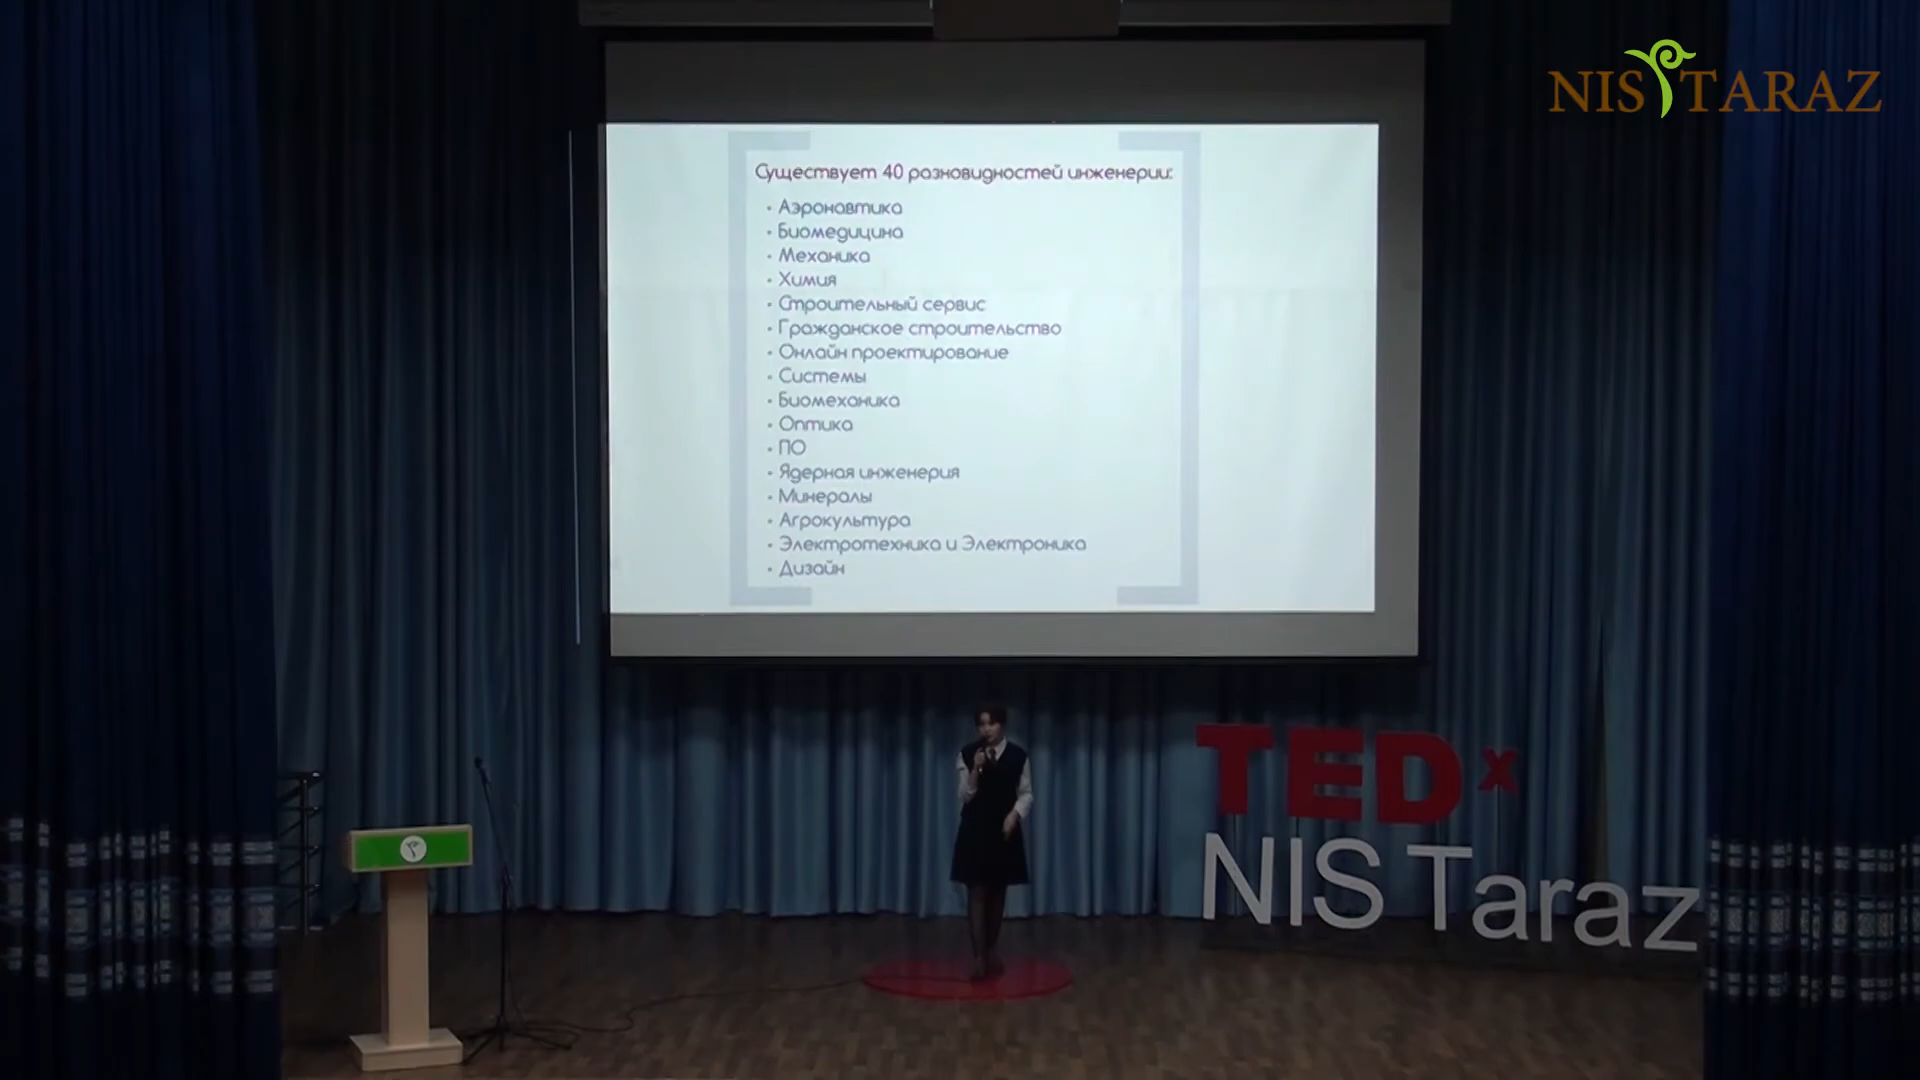 NIS TARAZ
Существует 40 разновидностей инженерии:
• Аэронавтика
• Биомедицина
• Механика
• Химия
• Строительный сервис
• Гражданское строительство
• Онлайн проектирование
• Системы
• Биомеханика
• Оптика
• ПО
• Ядерная инженерия
• Минералы
• Агрокультура
• Электротехника и Электроника
• Дизайн
TEDx
NIS Taraz